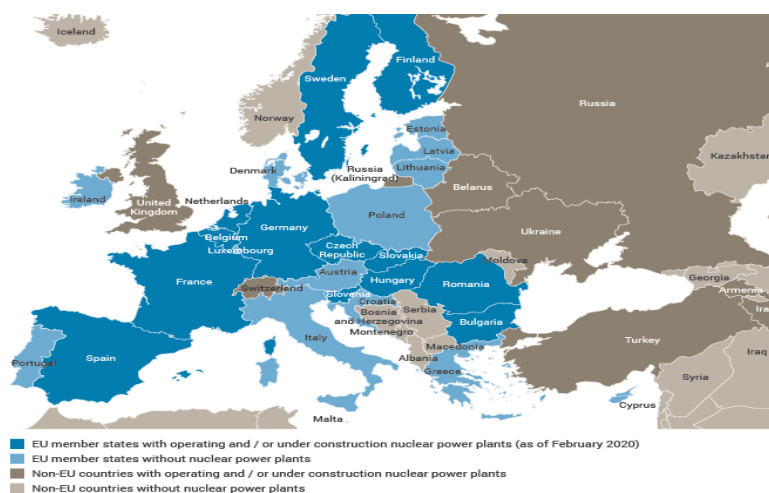 Iceland
Sweden
Finland
Norway
Russia
Estonia
Latvia
Lithuania
Denmark
Russia
(Kaliningrad)
Kazakhstan
Ireland
United
Kingdom
Netherlands
Belarus
Poland
Germany
Belgium
Luxembourg
Czech
Republic
Ukraine
Slovakia
Moldova
France
Austria
Hungary
Switzerland
Romania
Slovenia
Croatia
Bosnia
and Herzegovina
Serbia
Georgia
Armenia
Montenegro
Bulgaria
Italy
Macedonia
Turkey
Portugal
Spain
Albania
Greece
Iraq
Syria
Cyprus
Malta
EU member states with operating and / or under construction nuclear power plants (as of February 2020)
EU member states without nuclear power plants
Non-EU countries with operating and / or under construction nuclear power plants
Non-EU countries without nuclear power plants